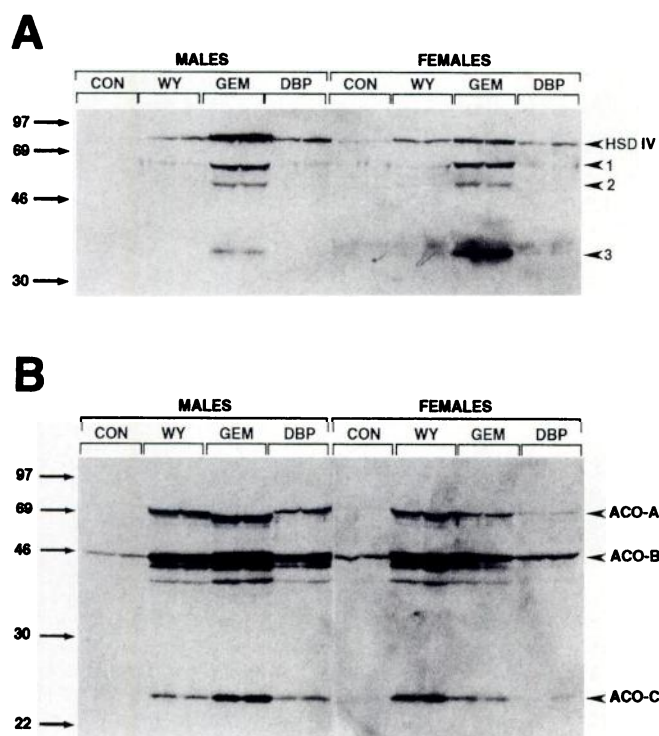 A
MALES FEMALES
CON WY GEM DBP CON WY GEM DBP
97
69
46
30
HSD IV
1
2
3
B
MALES FEMALES
CON WY GEM DBP CON WY GEM DBP
97
69
46
30
22
ACO-A
ACO-B
ACO-C